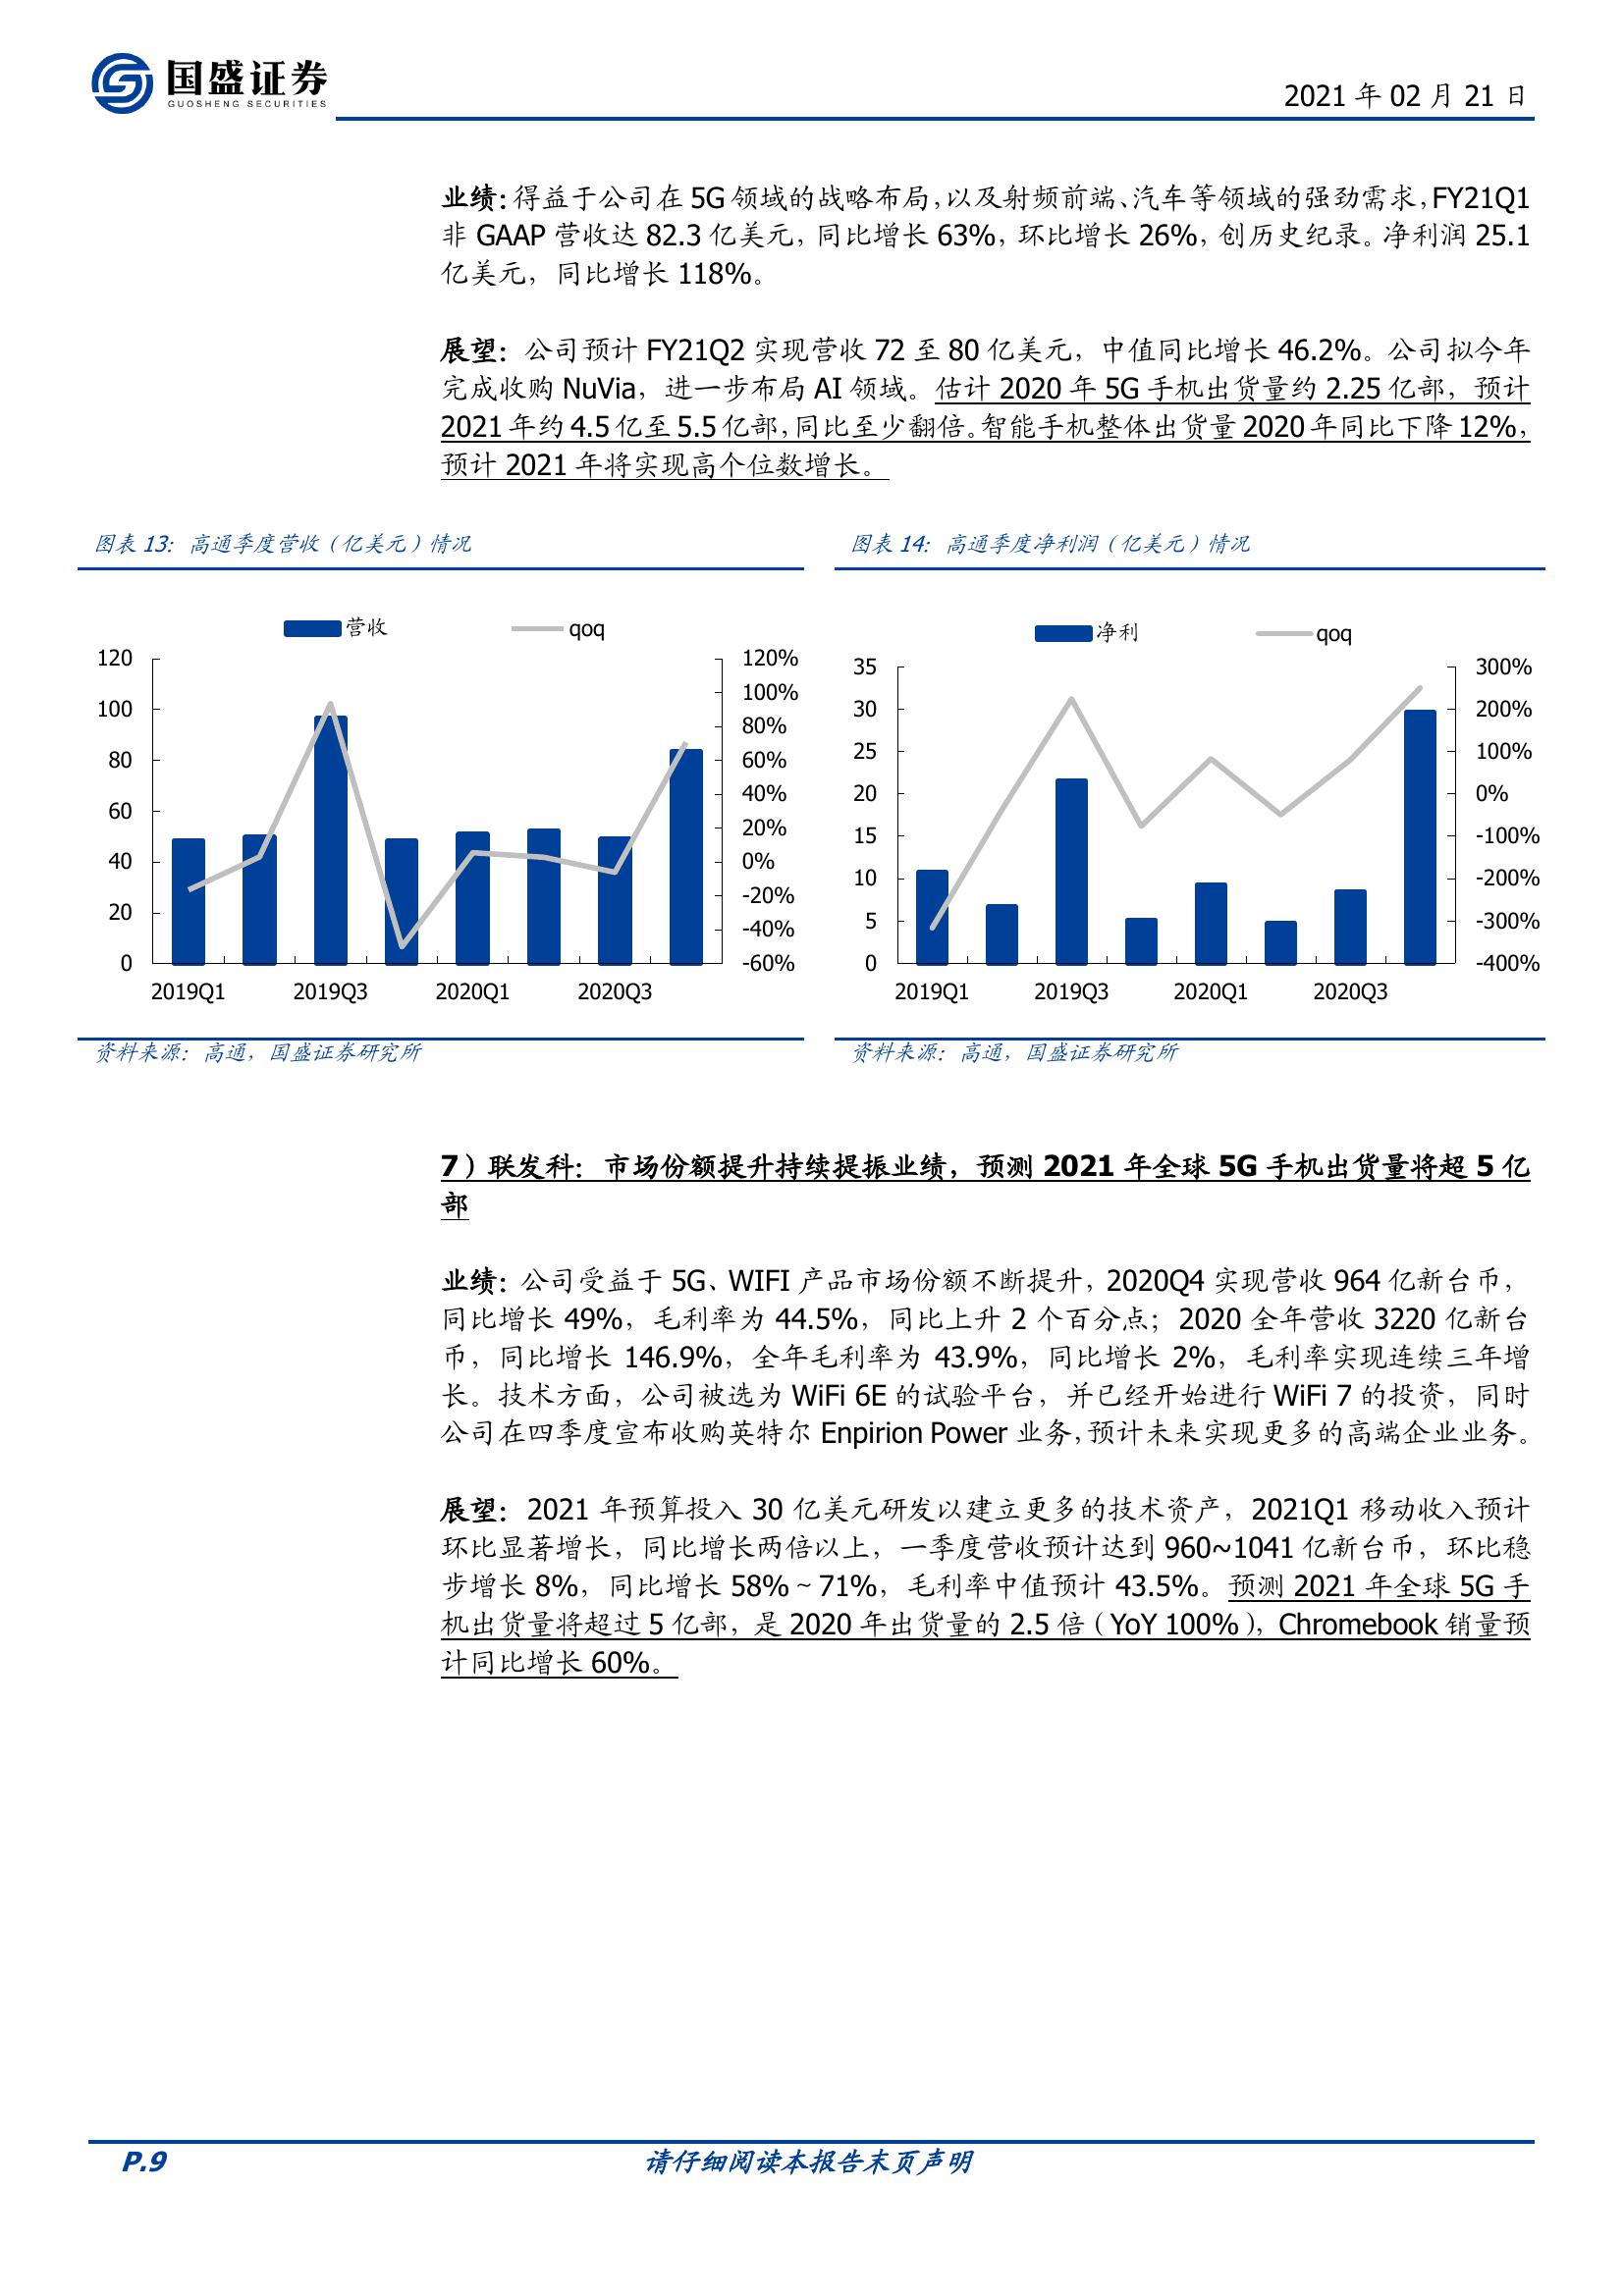 国盛证券
GUOSHENG SECURITIES
2021 年 02 月 21 日
业绩：得益于公司在 5G 领域的战略布局，以及射频前端、汽车等领域的强劲需求，FY21Q1
非 GAAP 营收达 82.3 亿美元，同比增长 63%，环比增长 26%，创历史纪录。净利润 25.1
亿美元，同比增长 118%。
展望：公司预计 FY21Q2 实现营收 72 至 80 亿美元，中值同比增长 46.2%。公司拟今年
完成收购 NuVia，进一步布局 AI 领域。估计 2020 年 5G 手机出货量约 2.25 亿部，预计
2021 年约 4.5 亿至 5.5 亿部，同比至少翻倍。智能手机整体出货量 2020 年同比下降 12%，
预计 2021 年将实现高个位数增长。
图表 13：高通季度营收（亿美元）情况
营收 qoq
120
100
80
60
40
20
0
120%
100%
80%
60%
40%
20%
0%
-20%
-40%
-60%
2019Q1 2019Q3 2020Q1 2020Q3
资料来源：高通，国盛证券研究所
图表 14：高通季度净利润（亿美元）情况
净利 qoq
35
30
25
20
15
10
5
0
300%
200%
100%
0%
-100%
-200%
-300%
-400%
2019Q1 2019Q3 2020Q1 2020Q3
资料来源：高通，国盛证券研究所
7）联发科：市场份额提升持续提振业绩，预测 2021 年全球 5G 手机出货量将超 5 亿
部
业绩：公司受益于 5G、WIFI 产品市场份额不断提升，2020Q4 实现营收 964 亿新台币，
同比增长 49%，毛利率为 44.5%，同比上升 2 个百分点；2020 全年营收 3220 亿新台
币，同比增长 146.9%，全年毛利率为 43.9%，同比增长 2%，毛利率实现连续三年增
长。技术方面，公司被选为 WiFi 6E 的试验平台，并已经开始进行 WiFi 7 的投资，同时
公司在四季度宣布收购英特尔 Enpirion Power 业务，预计未来实现更多的高端企业业务。
展望：2021 年预算投入 30 亿美元研发以建立更多的技术资产，2021Q1 移动收入预计
环比显著增长，同比增长两倍以上，一季度营收预计达到 960~1041 亿新台币，环比稳
步增长 8%，同比增长 58%~71%，毛利率中值预计 43.5%。预测 2021 年全球 5G 手
机出货量将超过 5 亿部，是 2020 年出货量的 2.5 倍（YoY 100%），Chromebook 销量预
计同比增长 60%。
P.9
请仔细阅读本报告末页声明